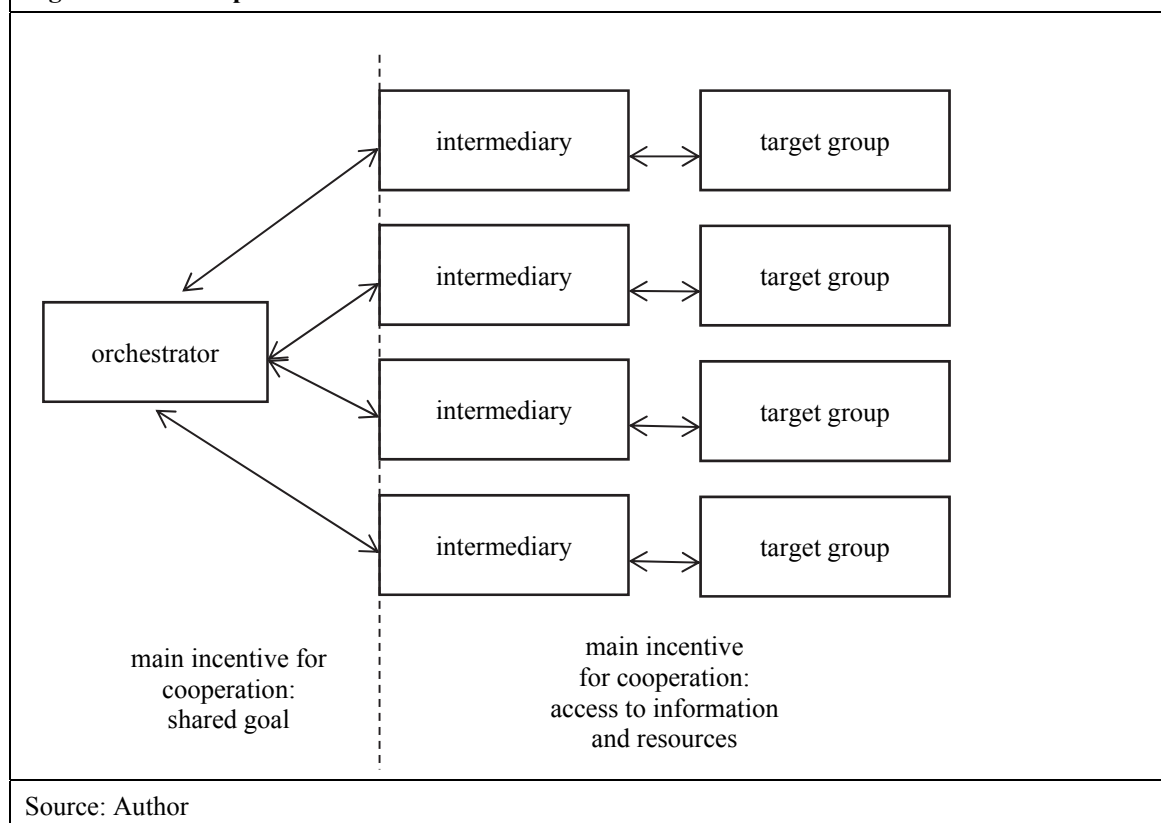 intermediary
target group
intermediary
target group
orchestrator
intermediary
target group
intermediary
target group
main incentive for
cooperation:
shared goal
main incentive
for cooperation:
access to information
and resources
Source: Author